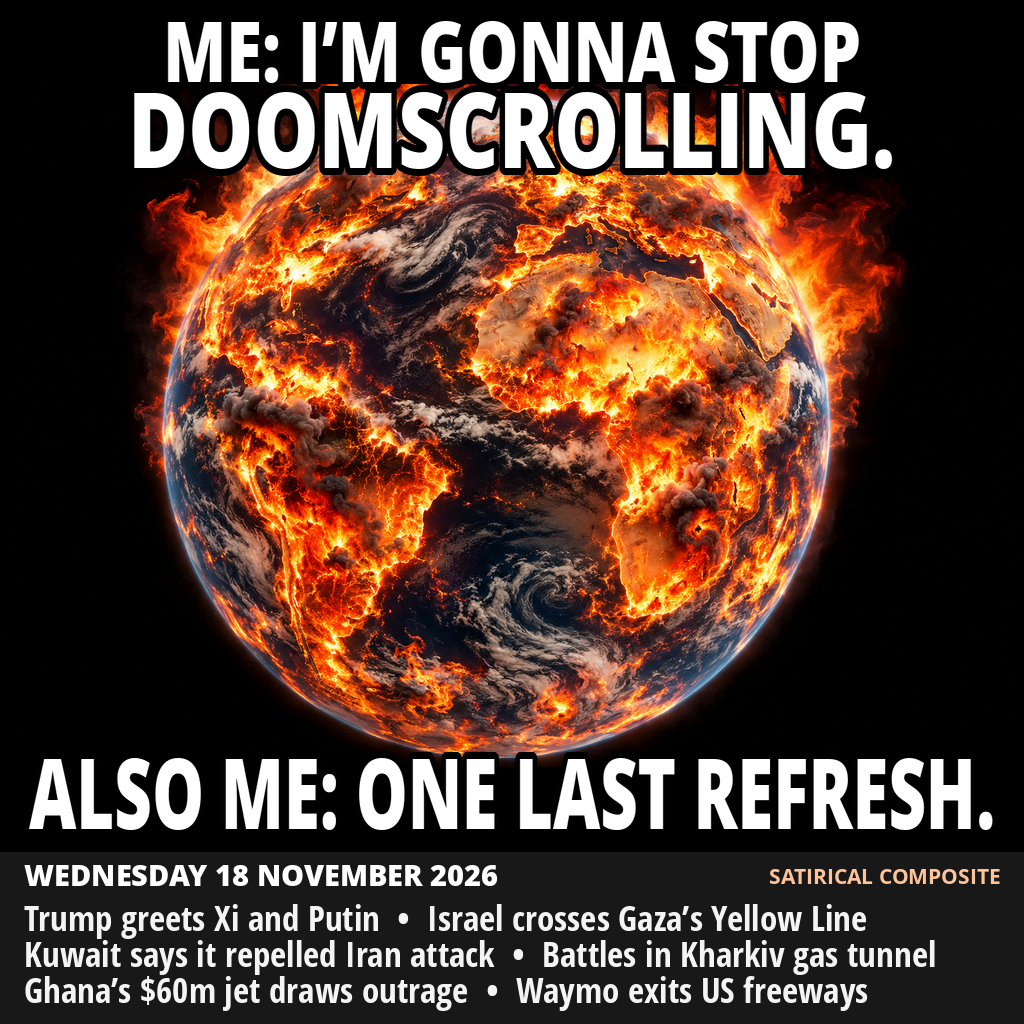 ME: I’M GONNA STOP
DOOMSCROLLING.
ALSO ME: ONE LAST REFRESH.
WEDNESDAY 18 NOVEMBER 2026
SATIRICAL COMPOSITE
Trump greets Xi and Putin • Israel crosses Gaza’s Yellow Line
Kuwait says it repelled Iran attack • Battles in Kharkiv gas tunnel
Ghana’s $60m jet draws outrage • Waymo exits US freeways